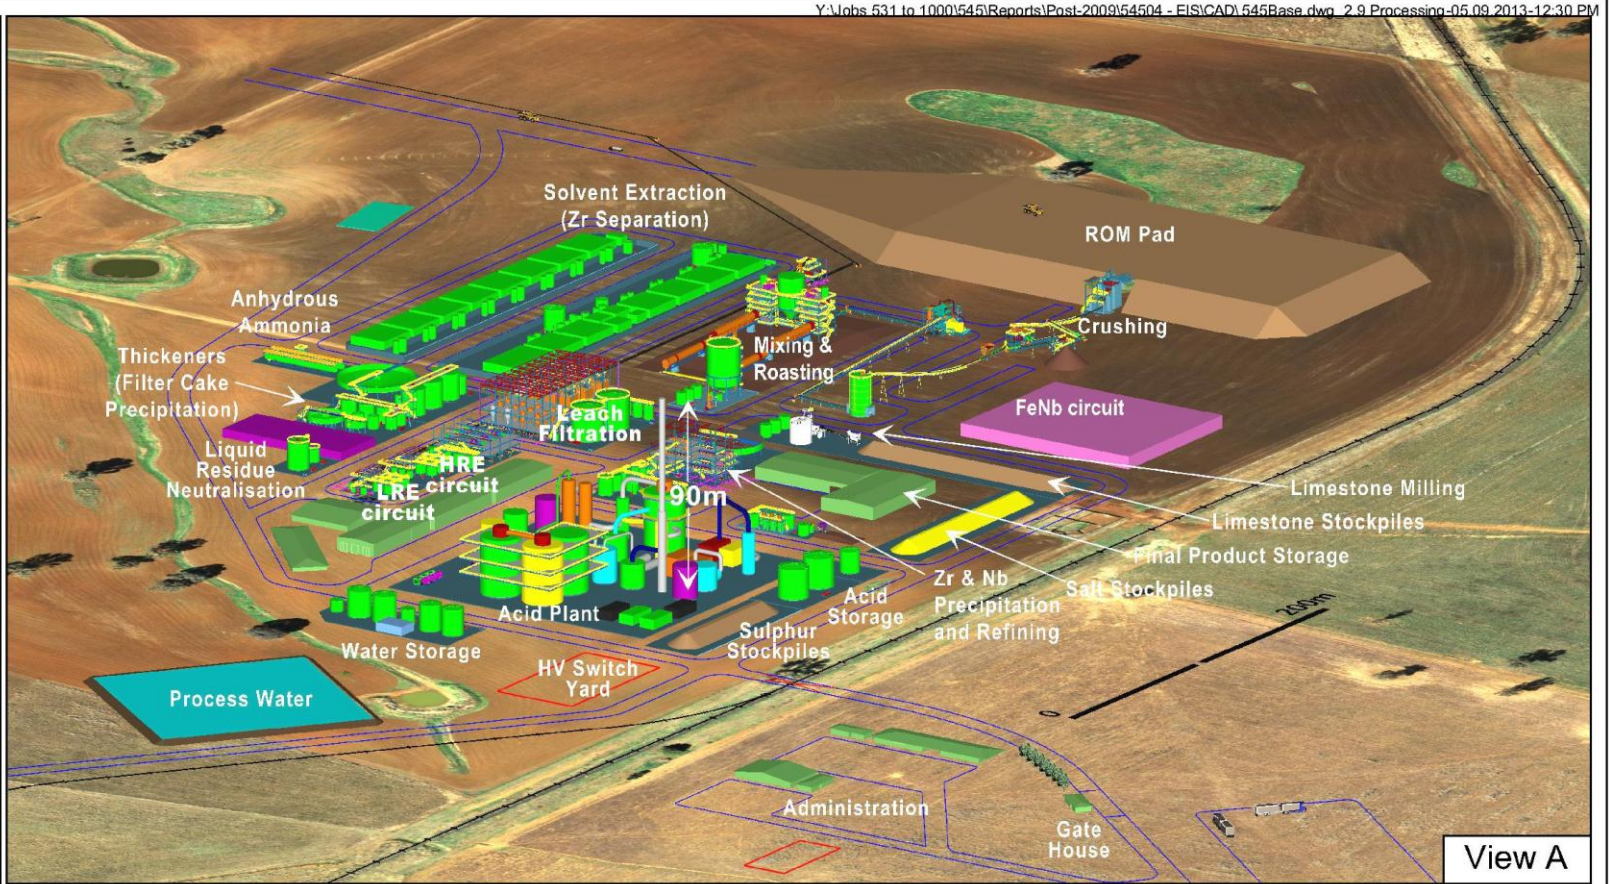 Y:\Jobs 531 to 1000\545\Reports\Post-2009\54504 - EIS\CAD\ 545Base.dwg_2.9 Processing-05.09.2013-12:30 PM
Solvent Extraction
(Zr Separation)
ROM Pad
Anhydrous
Ammonia
Crushing
Mixing &
Roasting
Thickeners
(Filter Cake
Precipitation)
FeNb circuit
Leach
Filtration
Liquid
Residue
Neutralisation
HRE
circuit
LRE
circuit
90m
Limestone Milling
Limestone Stockpiles
Final Product Storage
Salt Stockpiles
Zr & Nb
Precipitation
and Refining
Acid
Storage
Acid Plant
Sulphur
Stockpiles
Water Storage
HV Switch
Yard
Process Water
0
200m
Administration
Gate
House
View A